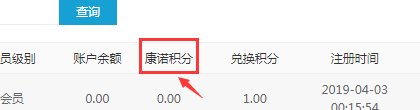 查询
员级别 账户余额 康诺积分 兑换积分 注册时间
会员 0.00 0.00 1.00 2019-04-03
00:15:54